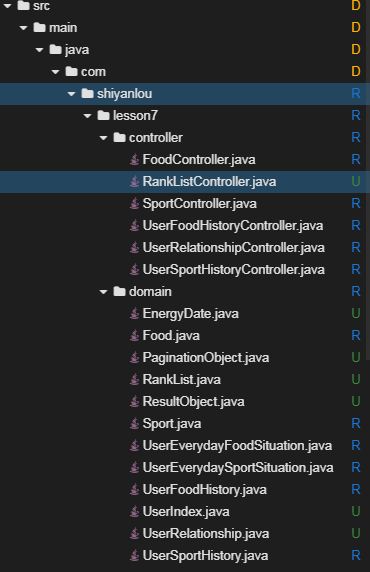 src D
main D
java D
com D
shiyanlou R
lesson7 R
controller R
FoodController.java R
RankListController.java U
SportController.java R
UserFoodHistoryController.java R
UserRelationshipController.java R
UserSportHistoryController.java R
domain R
EnergyDate.java U
Food.java R
PaginationObject.java U
RankList.java U
ResultObject.java U
Sport.java R
UserEverydayFoodSituation.java R
UserEverydaySportSituation.java R
UserFoodHistory.java R
UserIndex.java U
UserRelationship.java U
UserSportHistory.java R